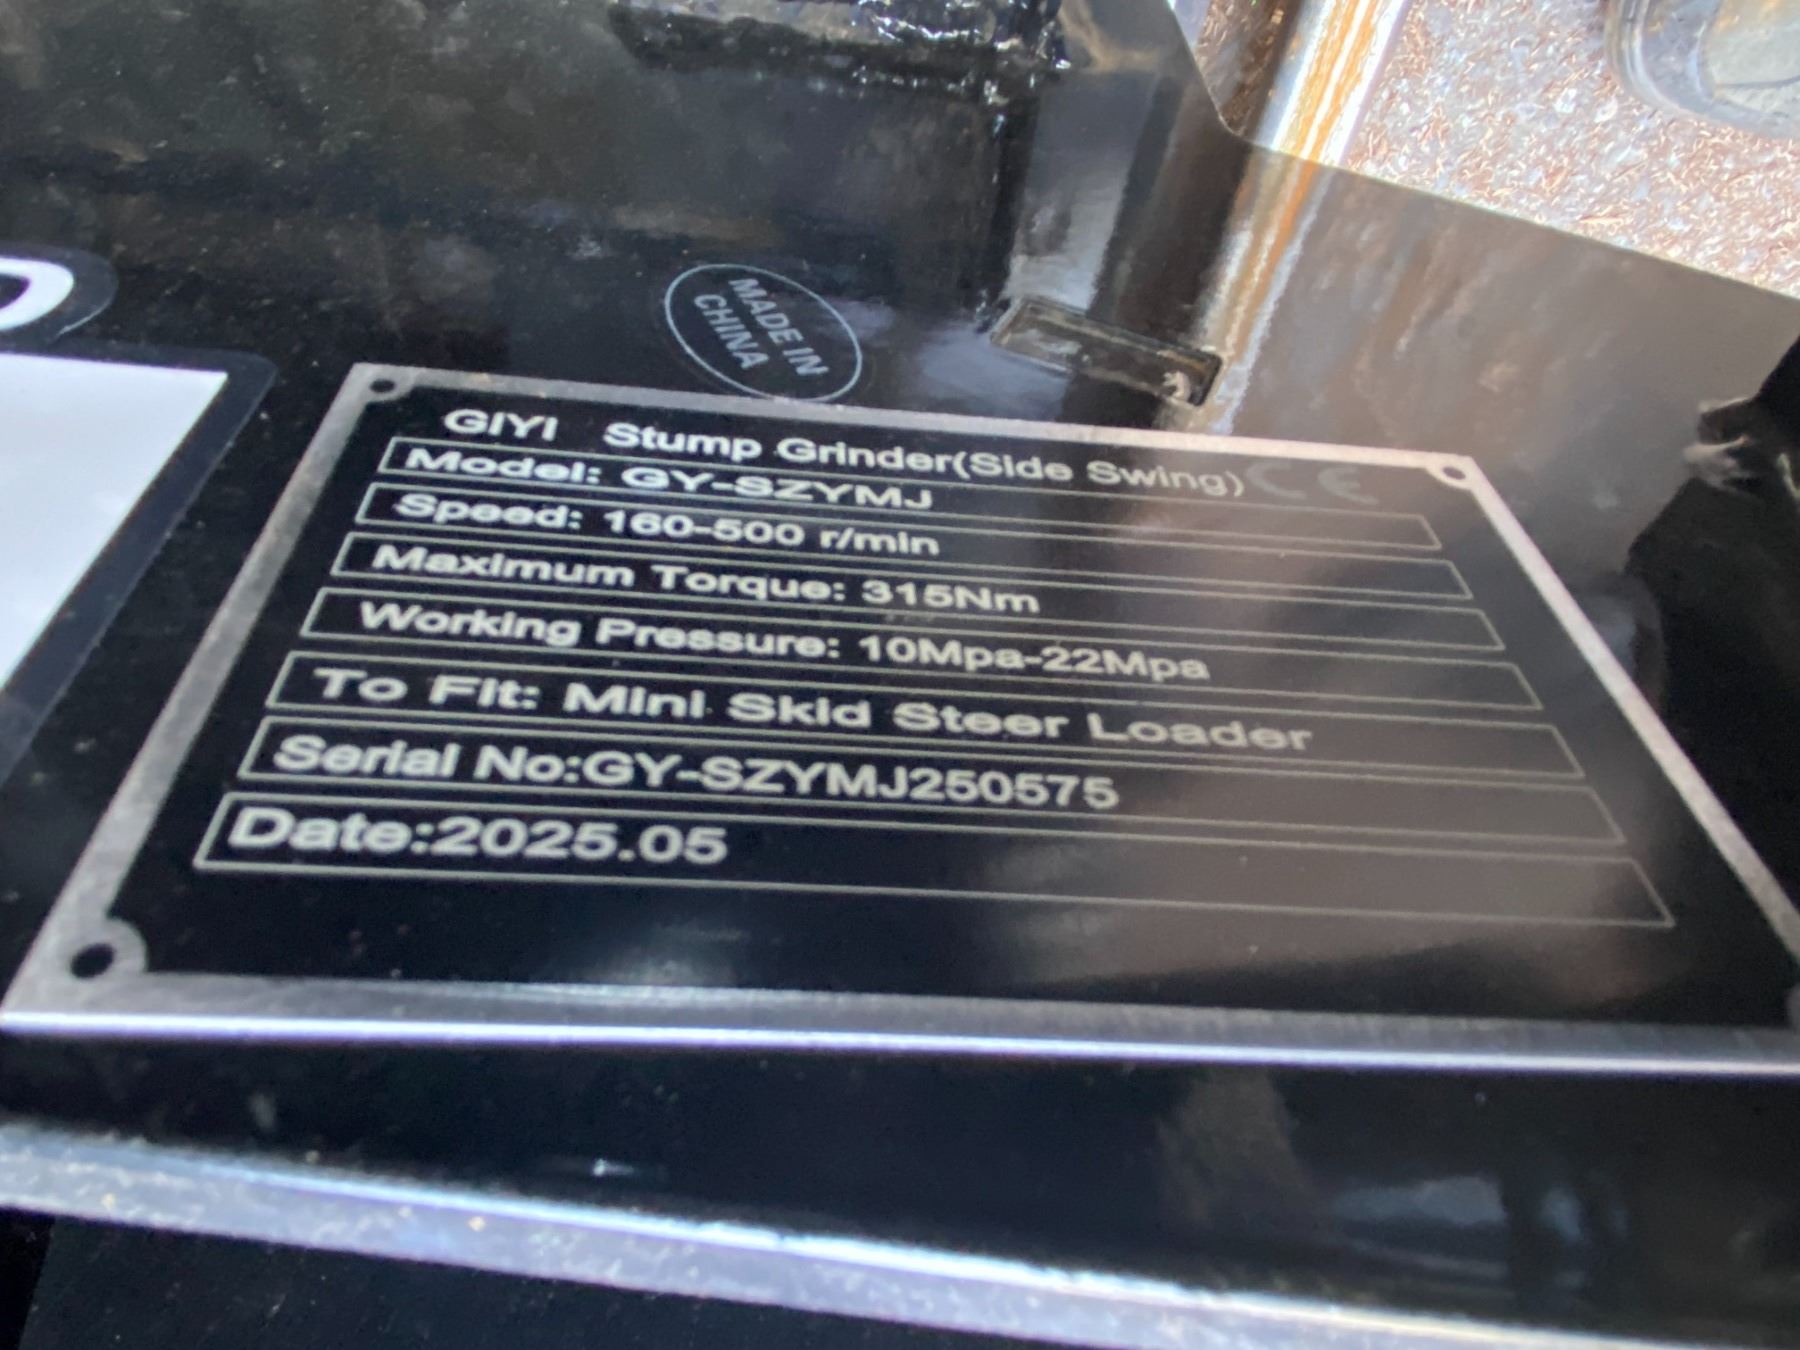 MADE IN
CHINA
GIYI Stump Grinder(Side Swing) CE
Model: GY-SZYMJ
Speed: 160-500 r/min
Maximum Torque: 315Nm
Working Pressure: 10Mpa-22Mpa
To Fit: Mini Skid Steer Loader
Serial No:GY-SZYMJ250575
Date:2025.05